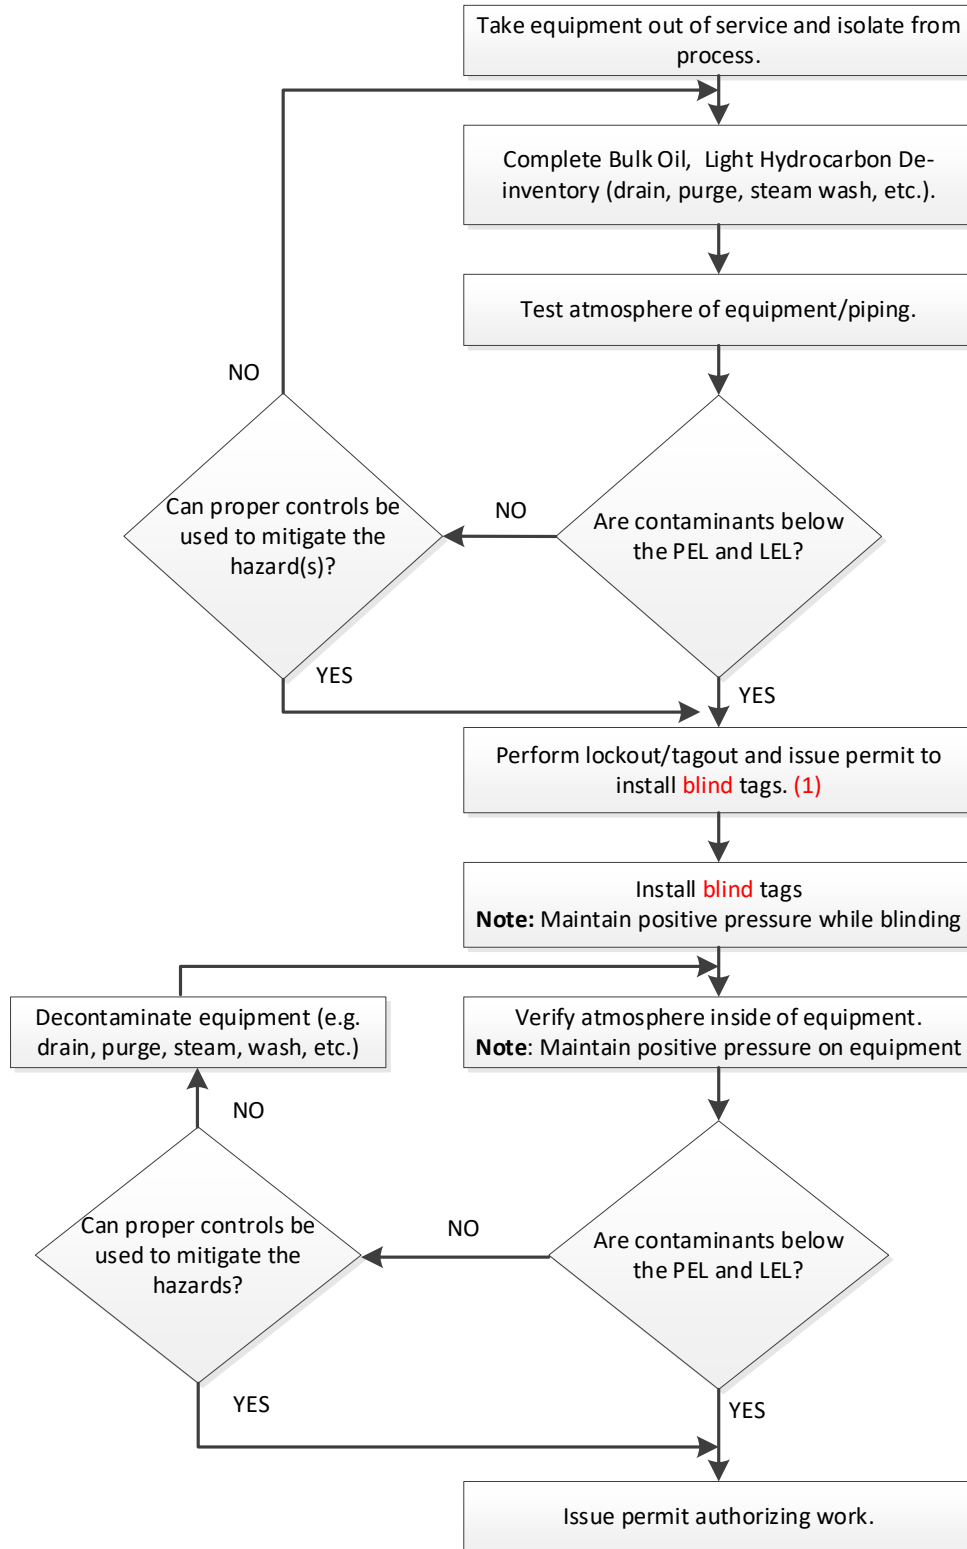 Take equipment out of service and isolate from
process.
Complete Bulk Oil, Light Hydrocarbon De-
inventory (drain, purge, steam wash, etc.).
Test atmosphere of equipment/piping.
NO
Can proper controls be
used to mitigate the
hazard(s)?
NO
Are contaminants below
the PEL and LEL?
YES
YES
Perform lockout/tagout and issue permit to
install blind tags. (1)
Install blind tags
Note: Maintain positive pressure while blinding
Decontaminate equipment (e.g.
drain, purge, steam, wash, etc.)
Verify atmosphere inside of equipment.
Note: Maintain positive pressure on equipment
NO
Can proper controls be
used to mitigate the
hazards?
NO
Are contaminants below
the PEL and LEL?
YES
YES
Issue permit authorizing work.